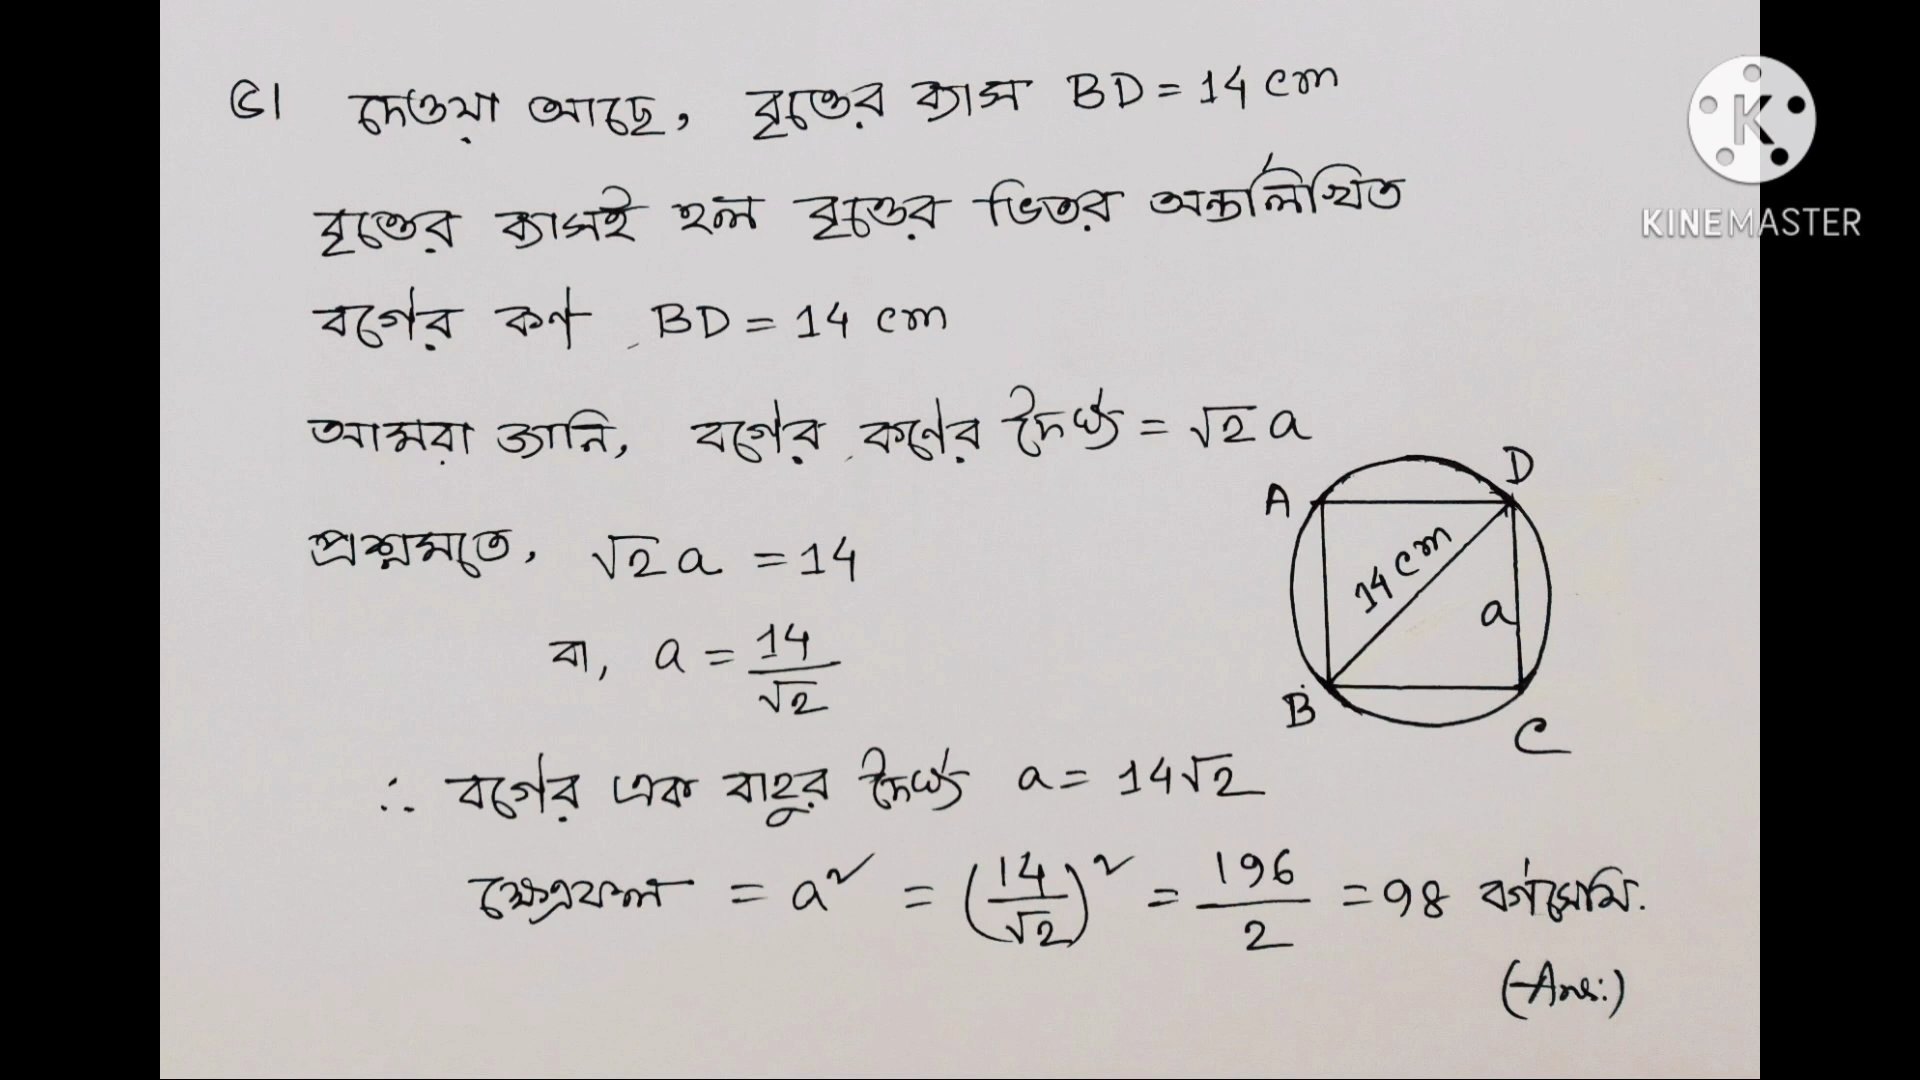 ৫। দেওয়া আছে, বৃত্তের ব্যাস BD = 14 cm
বৃত্তের ব্যাসই হল বৃত্তের ভিতর অন্তর্লিখিত
বর্গের কর্ণ BD = 14 cm
আমরা জানি, বর্গের কর্ণের দৈর্ঘ্য = √2 a
প্রশ্নমতে, √2 a = 14
বা, a = 14/√2
∴ বর্গের এক বাহুর দৈর্ঘ্য a = 14√2
ক্ষেত্রফল = a² = (14/√2)² = 196/2 = 98 বর্গসেমি.
(Ans:)
A
D
14 cm
a
B
C
K
KINEMASTER